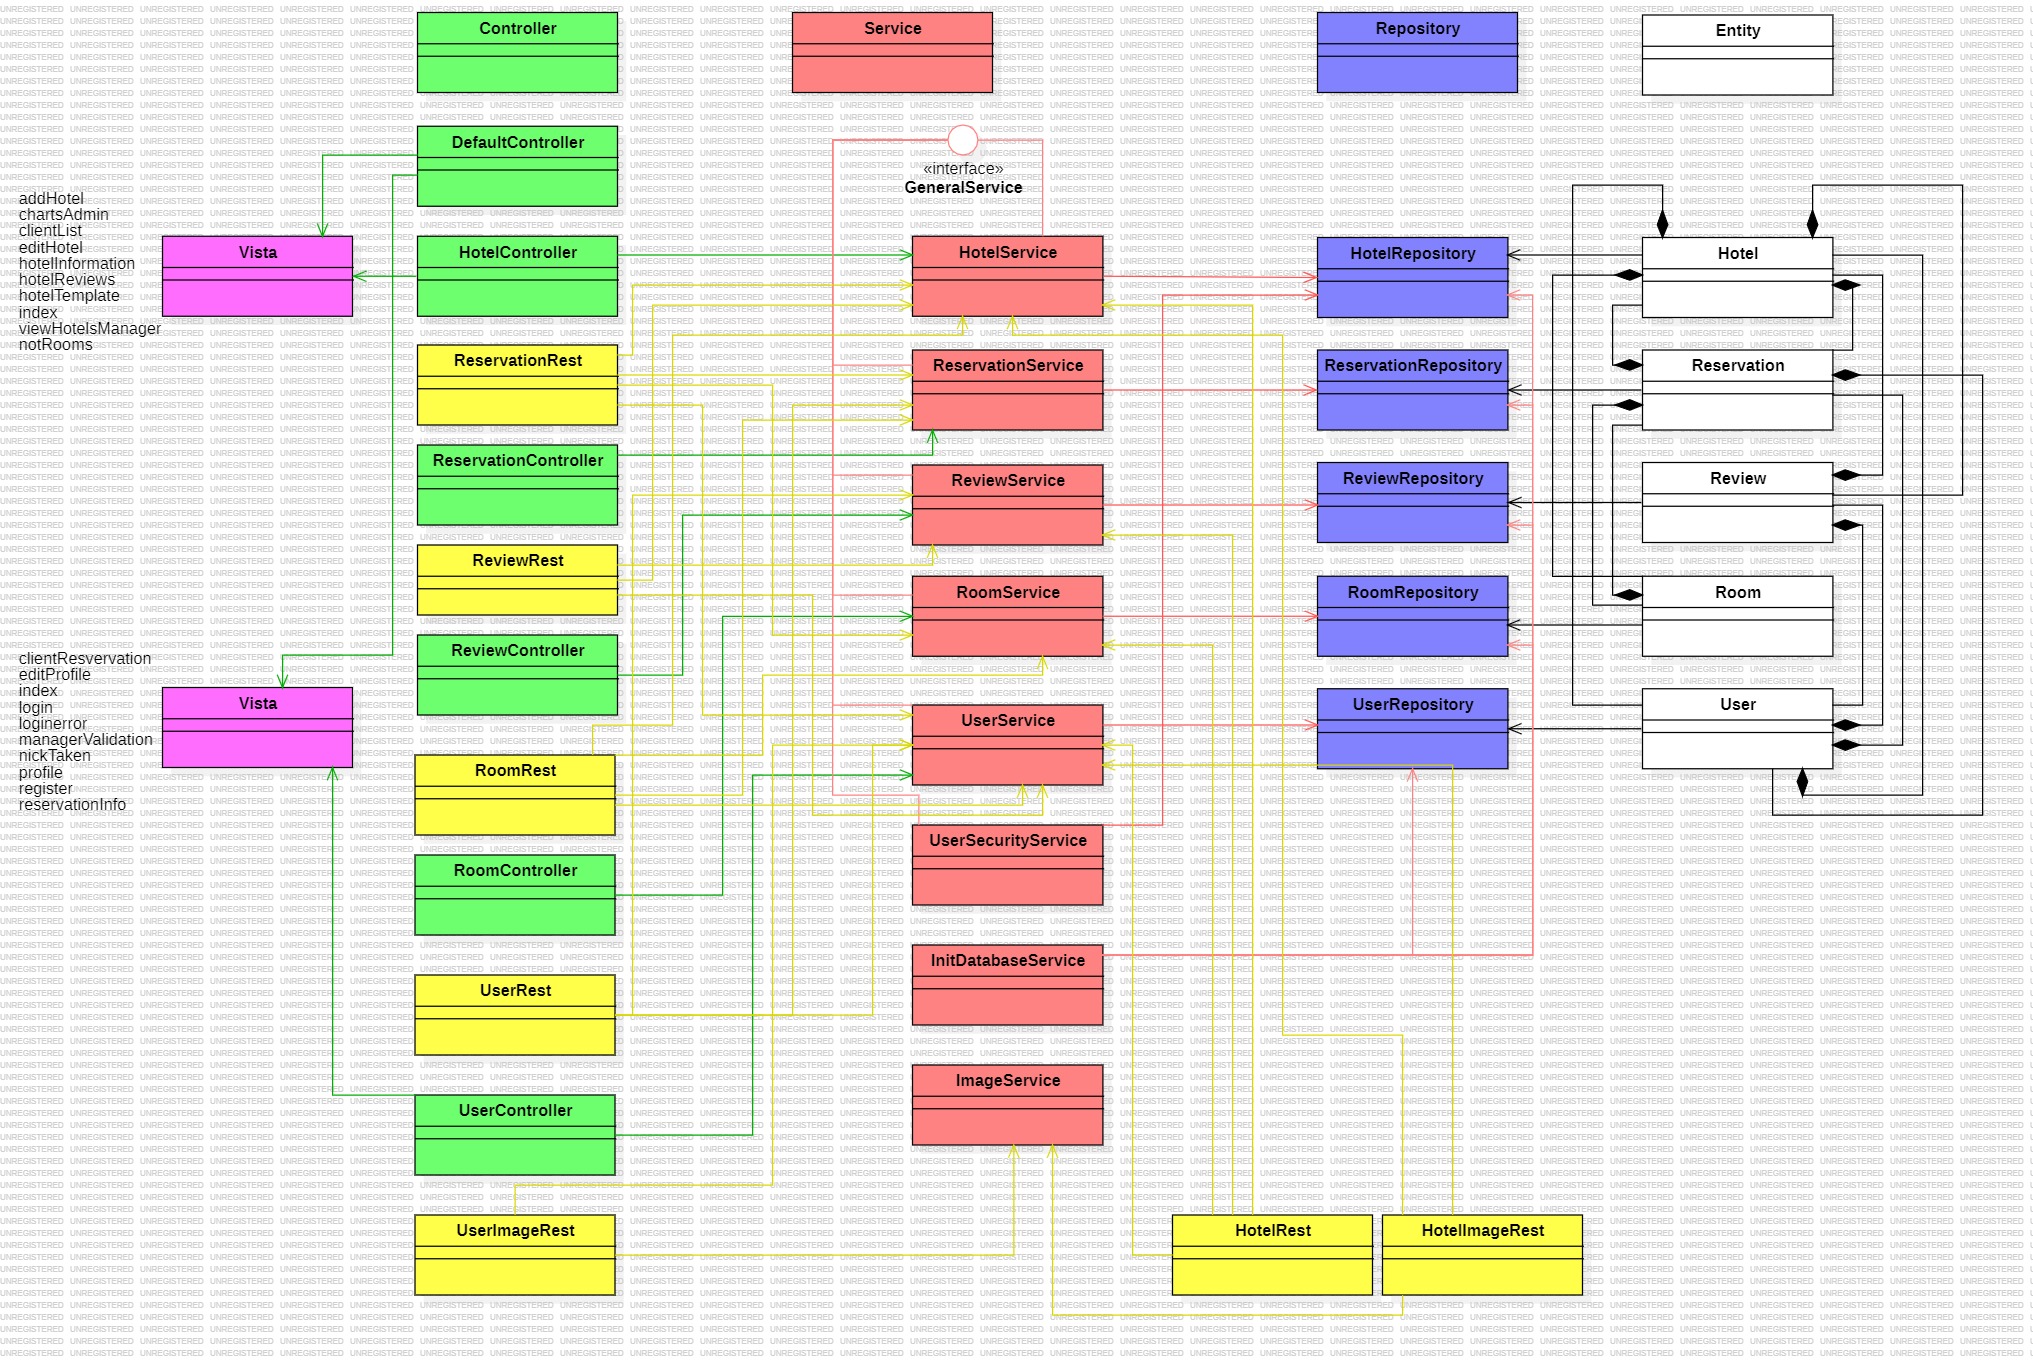 Controller
Service
Repository
Entity
DefaultController
«interface»
GeneralService
addHotel
chartsAdmin
clientList
editHotel
hotelInformation
hotelReviews
hotelTemplate
index
viewHotelsManager
notRooms
Vista
HotelController
HotelService
HotelRepository
Hotel
ReservationRest
ReservationService
ReservationRepository
Reservation
ReservationController
ReviewService
ReviewRepository
Review
ReviewRest
RoomService
RoomRepository
Room
ReviewController
clientResvervation
editProfile
index
login
loginerror
managerValidation
nickTaken
profile
register
reservationInfo
Vista
UserService
UserRepository
User
RoomRest
UserSecurityService
RoomController
InitDatabaseService
UserRest
ImageService
UserController
UserImageRest
HotelRest
HotelImageRest
UNREGISTERED